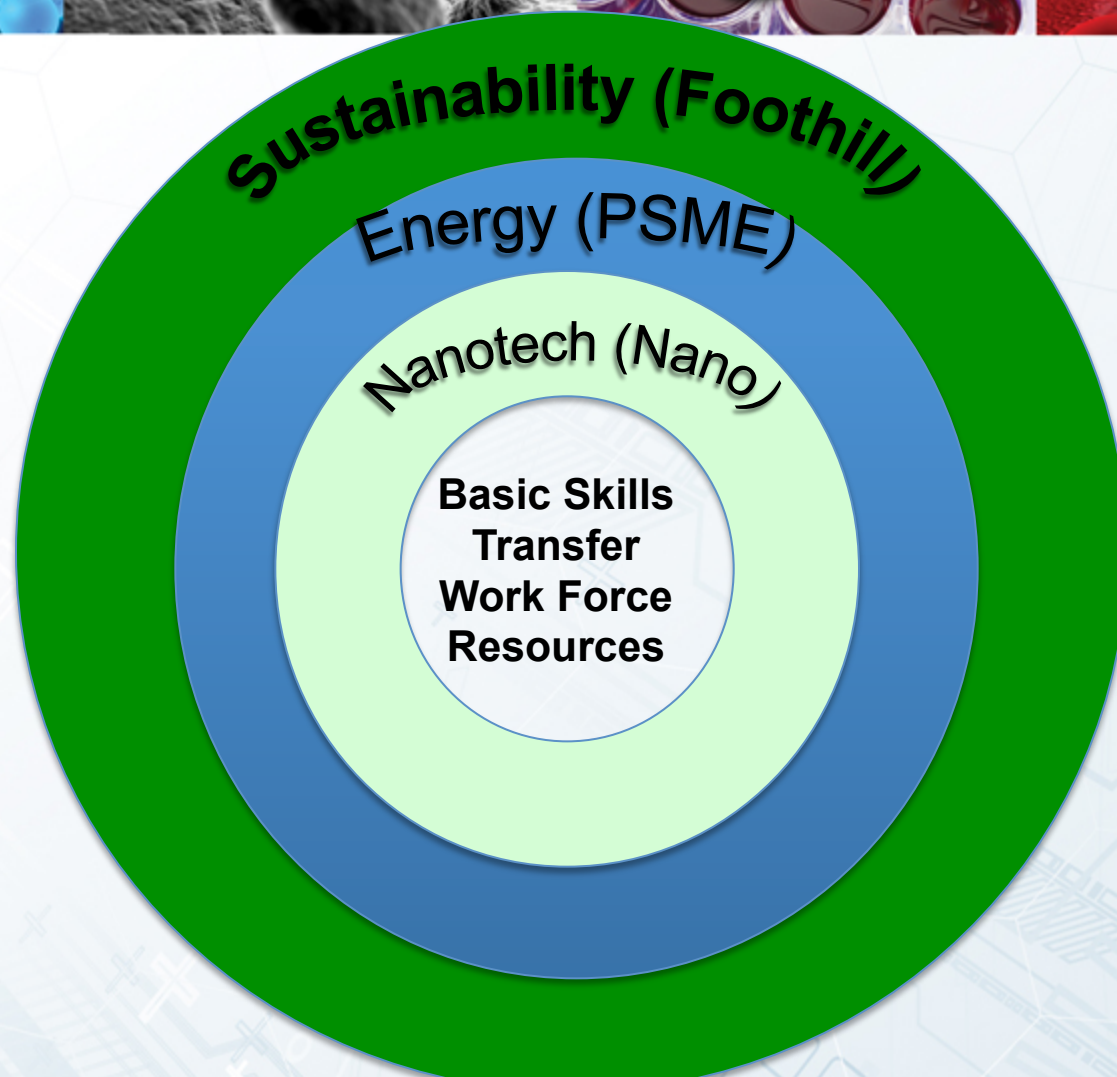 Sustainability (Foothill)
Energy (PSME)
Nanotech (Nano)
Basic Skills
Transfer
Work Force
Resources